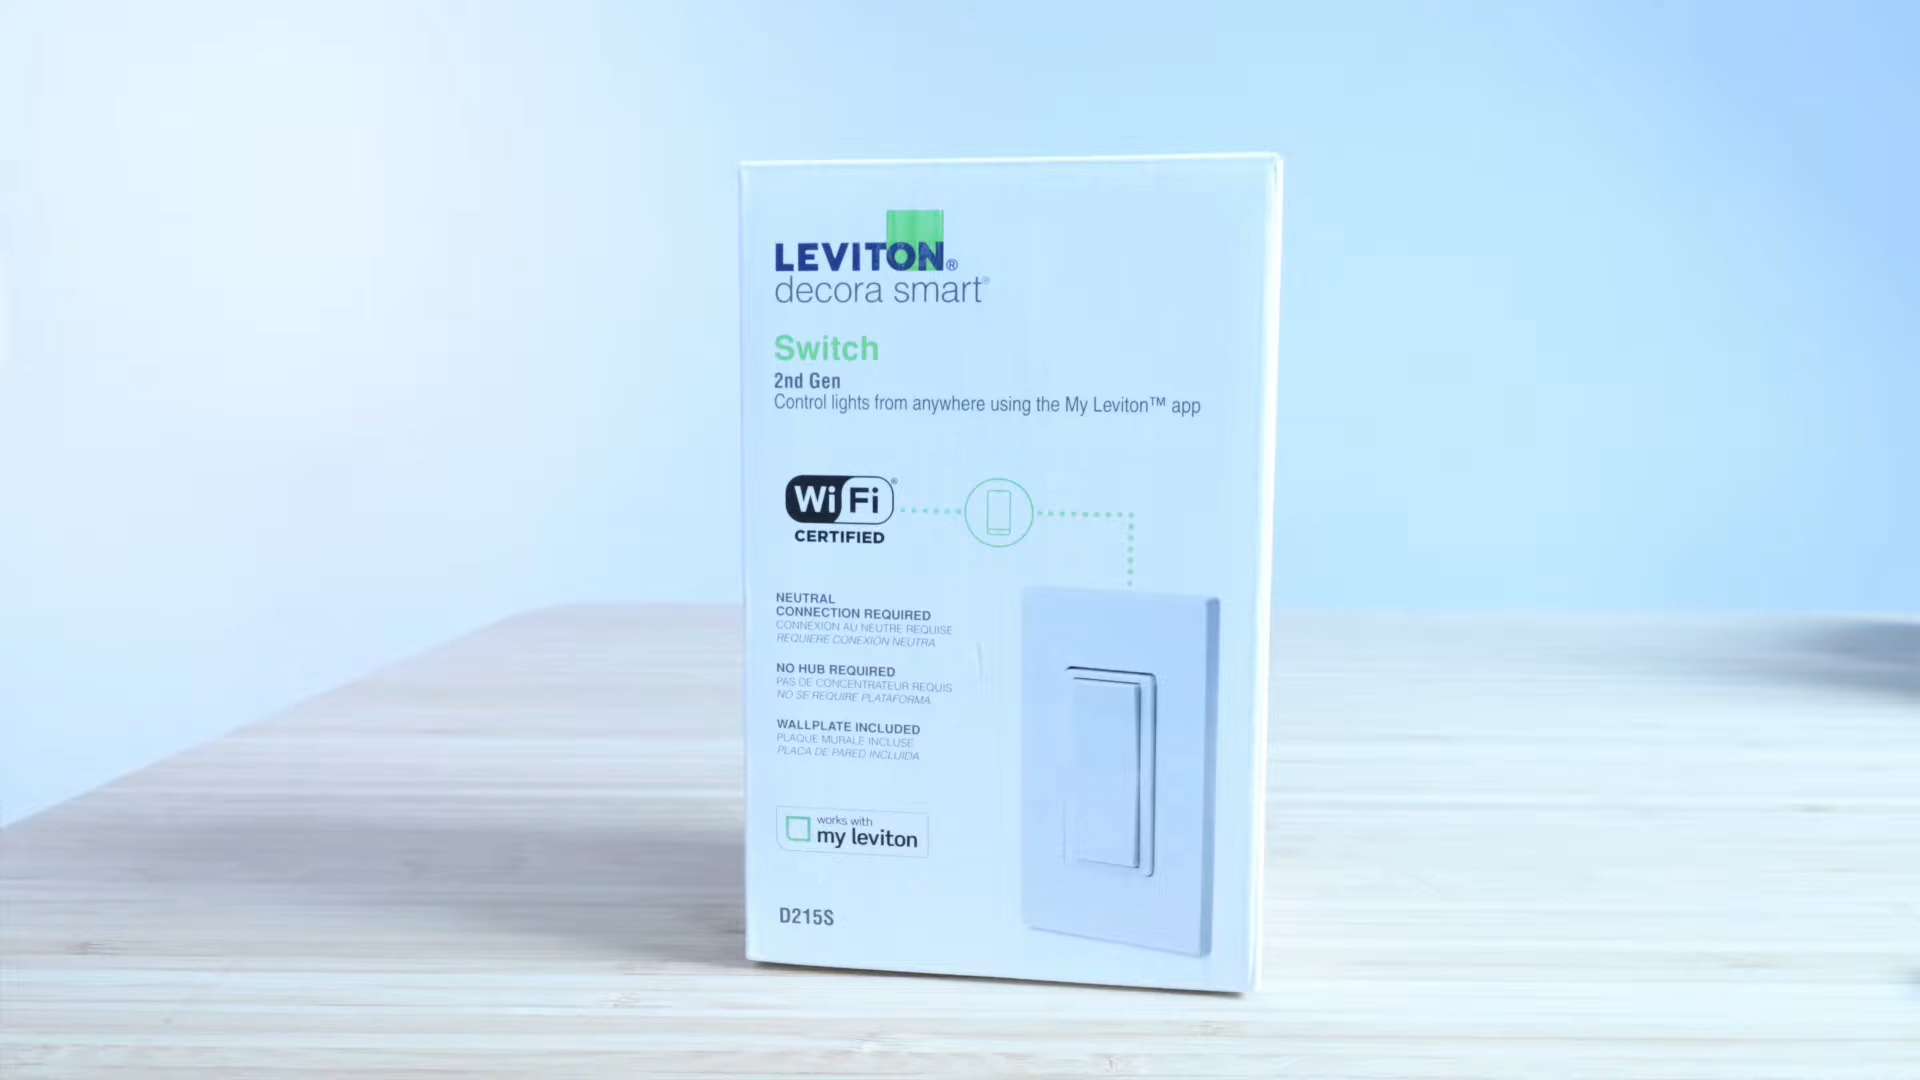 LEVITON®
decora smart®
Switch
2nd Gen
Control lights from anywhere using the My Leviton™ app
Wi Fi®
CERTIFIED
NEUTRAL
CONNECTION REQUIRED
CONNEXION AU NEUTRE REQUISE
REQUIERE CONEXIÓN NEUTRA
NO HUB REQUIRED
PAS DE CONCENTRATEUR REQUIS
NO SE REQUIRE PLATAFORMA
WALLPLATE INCLUDED
PLAQUE MURALE INCLUSE
PLACA DE PARED INCLUIDA
works with
my leviton
D215S